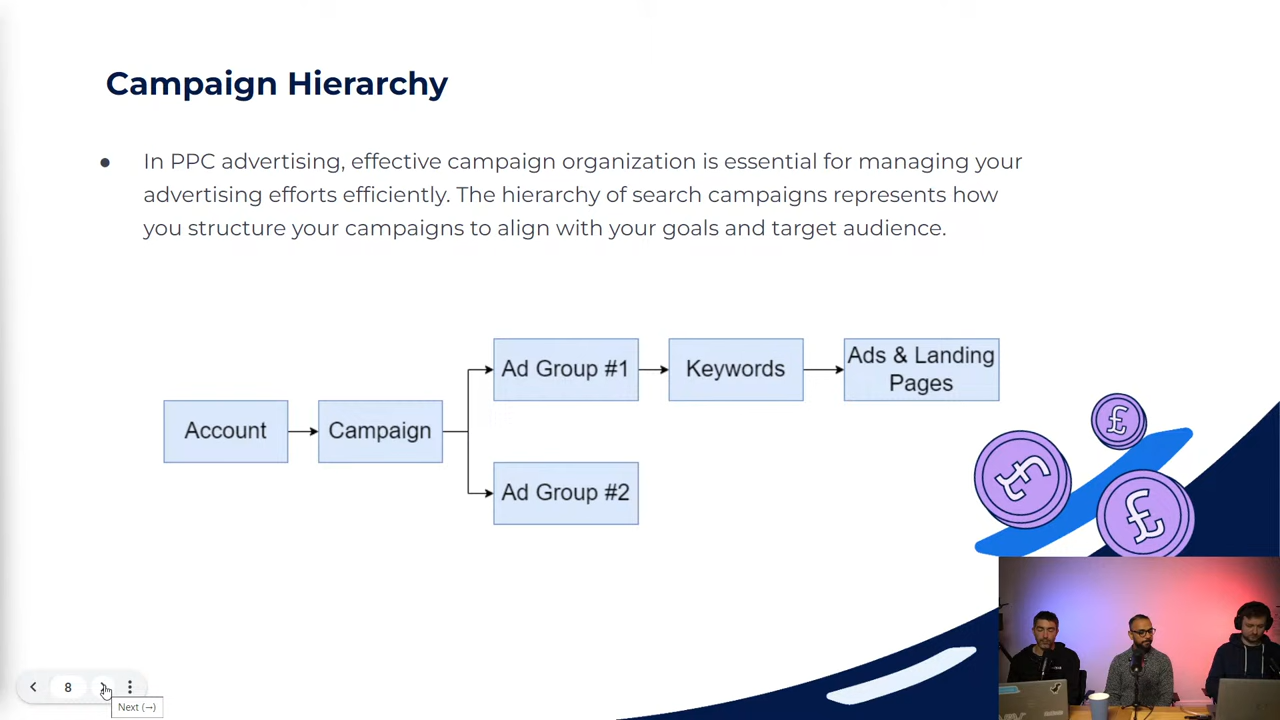 Campaign Hierarchy
● In PPC advertising, effective campaign organization is essential for managing your
advertising efforts efficiently. The hierarchy of search campaigns represents how
you structure your campaigns to align with your goals and target audience.
Account
Campaign
Ad Group #1
Keywords
Ads & Landing
Pages
Ad Group #2
£
£
£
8
Next (→)